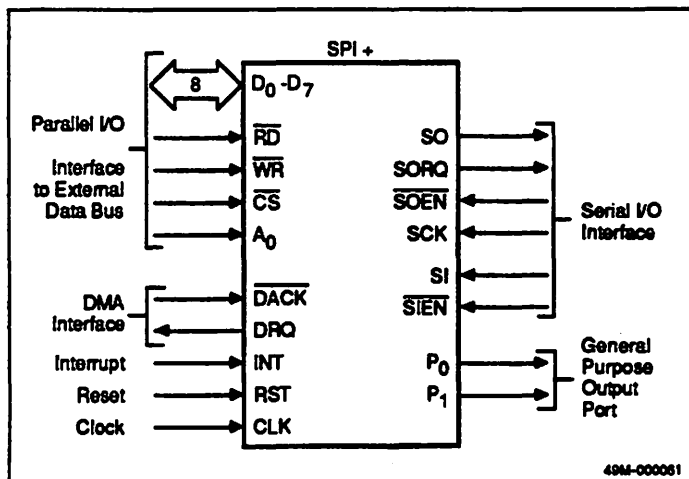 SPI +
8
D0-D7
Parallel I/O
Interface
to External
Data Bus
RD
WR
CS
A0
DMA
Interface
DACK
DRQ
Interrupt
INT
Reset
RST
Clock
CLK
SO
SORQ
SOEN
SCK
SI
SIEN
Serial I/O
Interface
P0
P1
General
Purpose
Output
Port
49M-000061